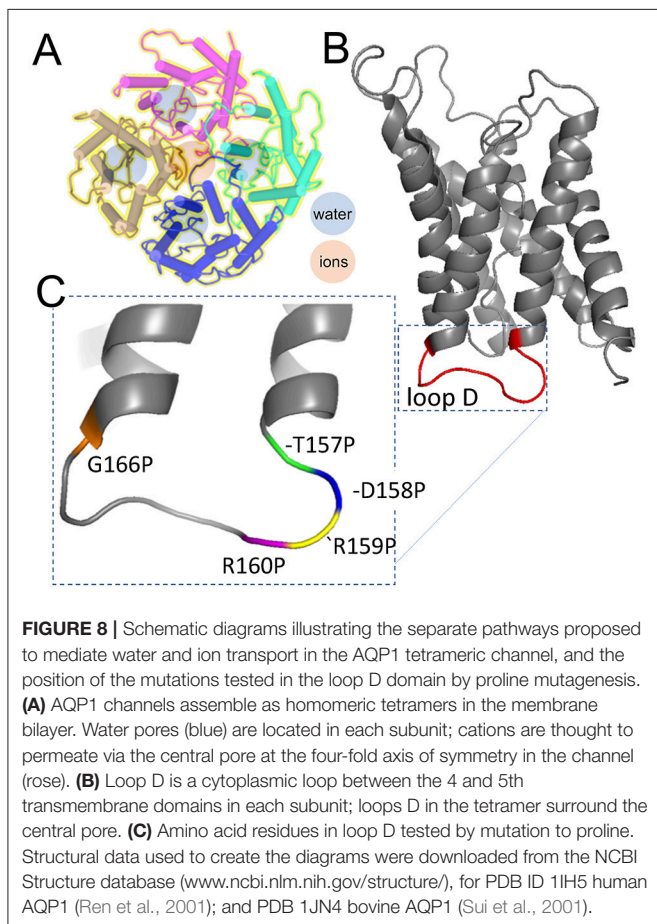 A
B
water
ions
C
loop D
G166P
-T157P
-D158P
`R159P
R160P
FIGURE 8 | Schematic diagrams illustrating the separate pathways proposed
to mediate water and ion transport in the AQP1 tetrameric channel, and the
position of the mutations tested in the loop D domain by proline mutagenesis.
(A) AQP1 channels assemble as homomeric tetramers in the membrane
bilayer. Water pores (blue) are located in each subunit; cations are thought to
permeate via the central pore at the four-fold axis of symmetry in the channel
(rose). (B) Loop D is a cytoplasmic loop between the 4 and 5th
transmembrane domains in each subunit; loops D in the tetramer surround the
central pore. (C) Amino acid residues in loop D tested by mutation to proline.
Structural data used to create the diagrams were downloaded from the NCBI
Structure database (www.ncbi.nlm.nih.gov/structure/), for PDB ID 1IH5 human
AQP1 (Ren et al., 2001); and PDB 1JN4 bovine AQP1 (Sui et al., 2001).